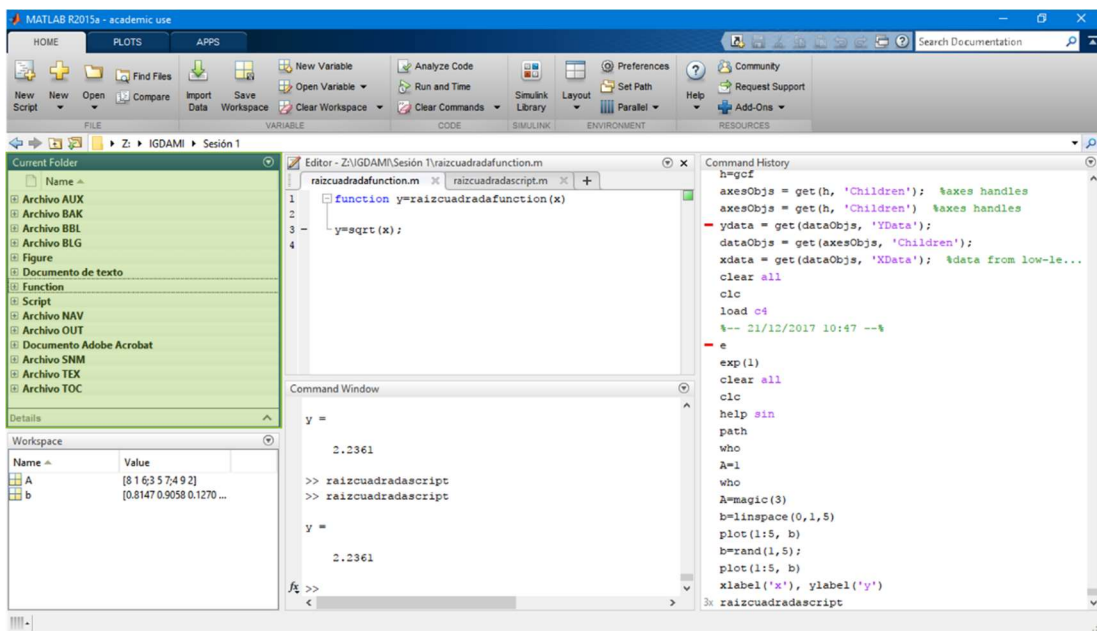 MATLAB R2015a - academic use
HOME PLOTS APPS
Search Documentation
New Script
New
Open
Find Files
Compare
Import Data
Save Workspace
New Variable
Open Variable
Clear Workspace
Analyze Code
Run and Time
Clear Commands
Simulink Library
Layout
Preferences
Set Path
Parallel
Help
Community
Request Support
Add-Ons
FILE VARIABLE CODE SIMULINK ENVIRONMENT RESOURCES
Z: IGDAMI Sesión 1
Current Folder
Name
Archivo AUX
Archivo BAK
Archivo BBL
Archivo BLG
Figure
Documento de texto
Function
Script
Archivo NAV
Archivo OUT
Documento Adobe Acrobat
Archivo SNM
Archivo TEX
Archivo TOC
Details
Workspace
Name Value
A [8 1 6;3 5 7;4 9 2]
b [0.8147 0.9058 0.1270 ...
Editor - Z:\IGDAMI\Sesión 1\raizcuadradafunction.m
raizcuadradafunction.m raizcuadradascript.m
1 function y=raizcuadradafunction(x)
2
3 - y=sqrt(x);
4
Command Window
y =
2.2361
>> raizcuadradascript
>> raizcuadradascript
y =
2.2361
fx >>
Command History
h=gcf
axesObjs = get(h, 'Children'); %axes handles
axesObjs = get(h, 'Children') %axes handles
ydata = get(dataObjs, 'YData');
dataObjs = get(axesObjs, 'Children');
xdata = get(dataObjs, 'XData'); %data from low-le...
clear all
clc
load c4
%-- 21/12/2017 10:47 --%
e
exp(1)
clear all
clc
help sin
path
who
A=1
who
A=magic(3)
b=linspace(0,1,5)
plot(1:5, b)
b=rand(1,5);
plot(1:5, b)
xlabel('x'), ylabel('y')
3x raizcuadradascript